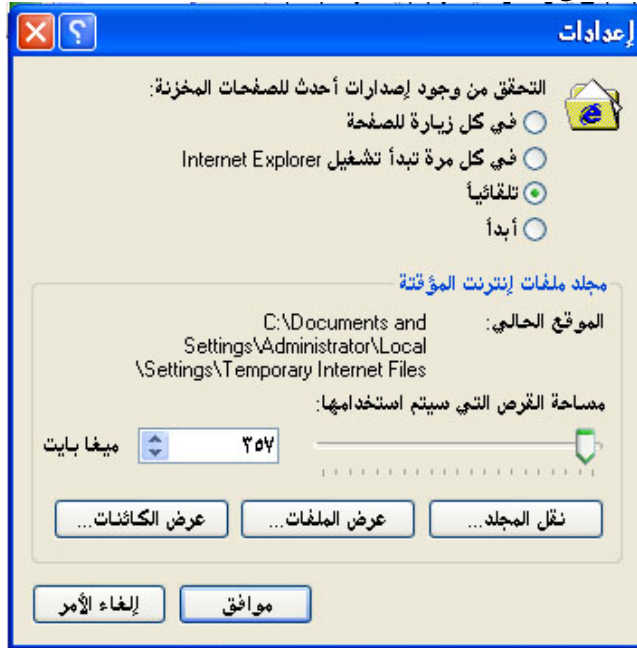 إعدادات
التحقق من وجود إصدارات أحدث للصفحات المخزنة:
في كل زيارة للصفحة
في كل مرة تبدأ تشغيل Internet Explorer
تلقائياً
أبدأ
مجلد ملفات إنترنت المؤقتة
الموقع الحالي: C:\Documents and
Settings\Administrator\Local
\Settings\Temporary Internet Files
مساحة القرص التي سيتم استخدامها:
٣٥٧ ميغا بايت
نقل المجلد... عرض الملفات... عرض الكائنات...
موافق إلغاء الأمر